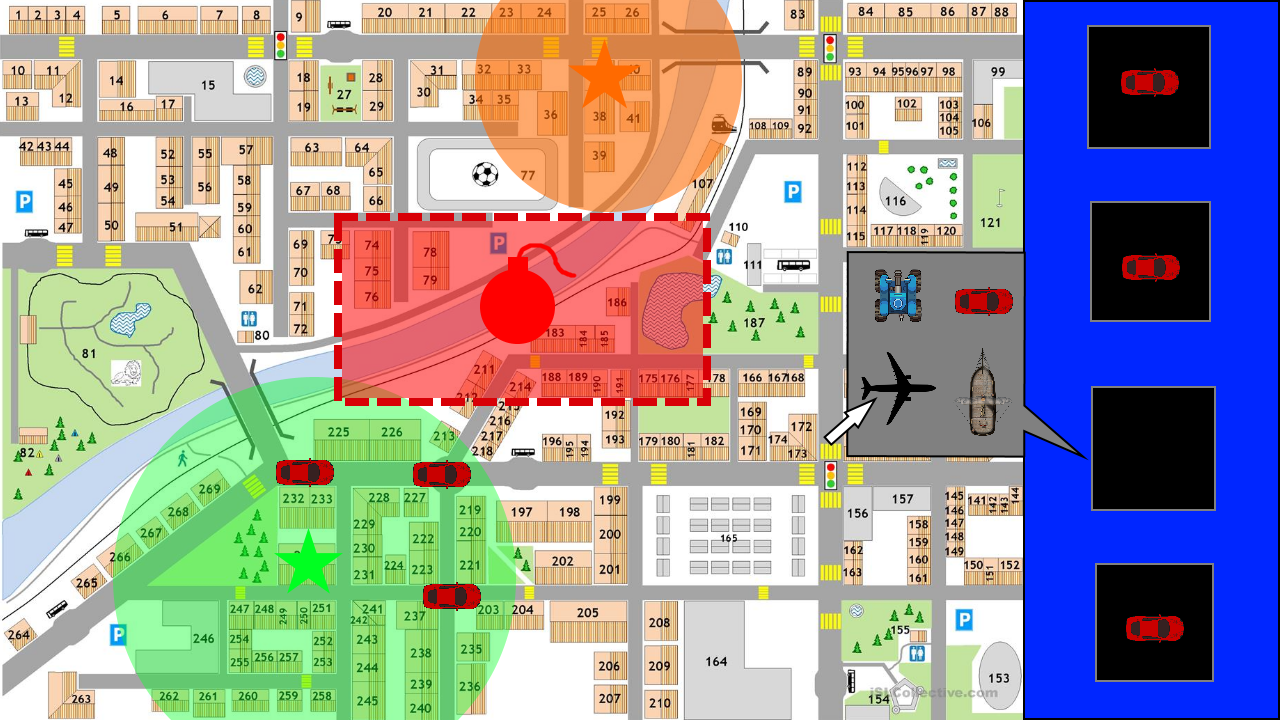 1 2 3 4 5 6 7 8 9 20 21 22 23 24 25 26 83 84 85 86 87 88
10 11 14 15 18 27 28 31 32 33 89 93 94 95 96 97 98 99
13 12 16 17 19 29 30 34 35 36 38 41 90 91 92 100 101 102 103 104 105 106
108 109
42 43 44 48 52 55 57 63 64 39 112
45 49 53 56 58 65 77 107 113
46 54 59 67 68 66 P P 116 114
47 50 51 60 110 117 118 119 120 115 121
61 69 74 78 P 111
62 70 75 79
71 76 186 187
80 72 183 184 185
81
211 214 188 189 190 191 175 176 177 78 166 167 168
212 215 192 169 172
225 226 213 216 217 218 196 195 194 193 179 180 181 182 170 171 174 173
82
269 232 233 228 227 199 157 145 141 142 143 144
268 229 219 197 198 156 146
267 230 222 220 200 165 158 147
266 231 224 223 221 202 201 162 163 159 160 161 148 149 150 151 152
265
264 P 246 247 248 249 250 251 241 242 237 203 204 205 208 155 P
254 255 256 257 252 253 243 244 238 235 206 209 164 153
263 262 261 260 259 258 245 239 240 236 207 210 154
iSLCollective.com